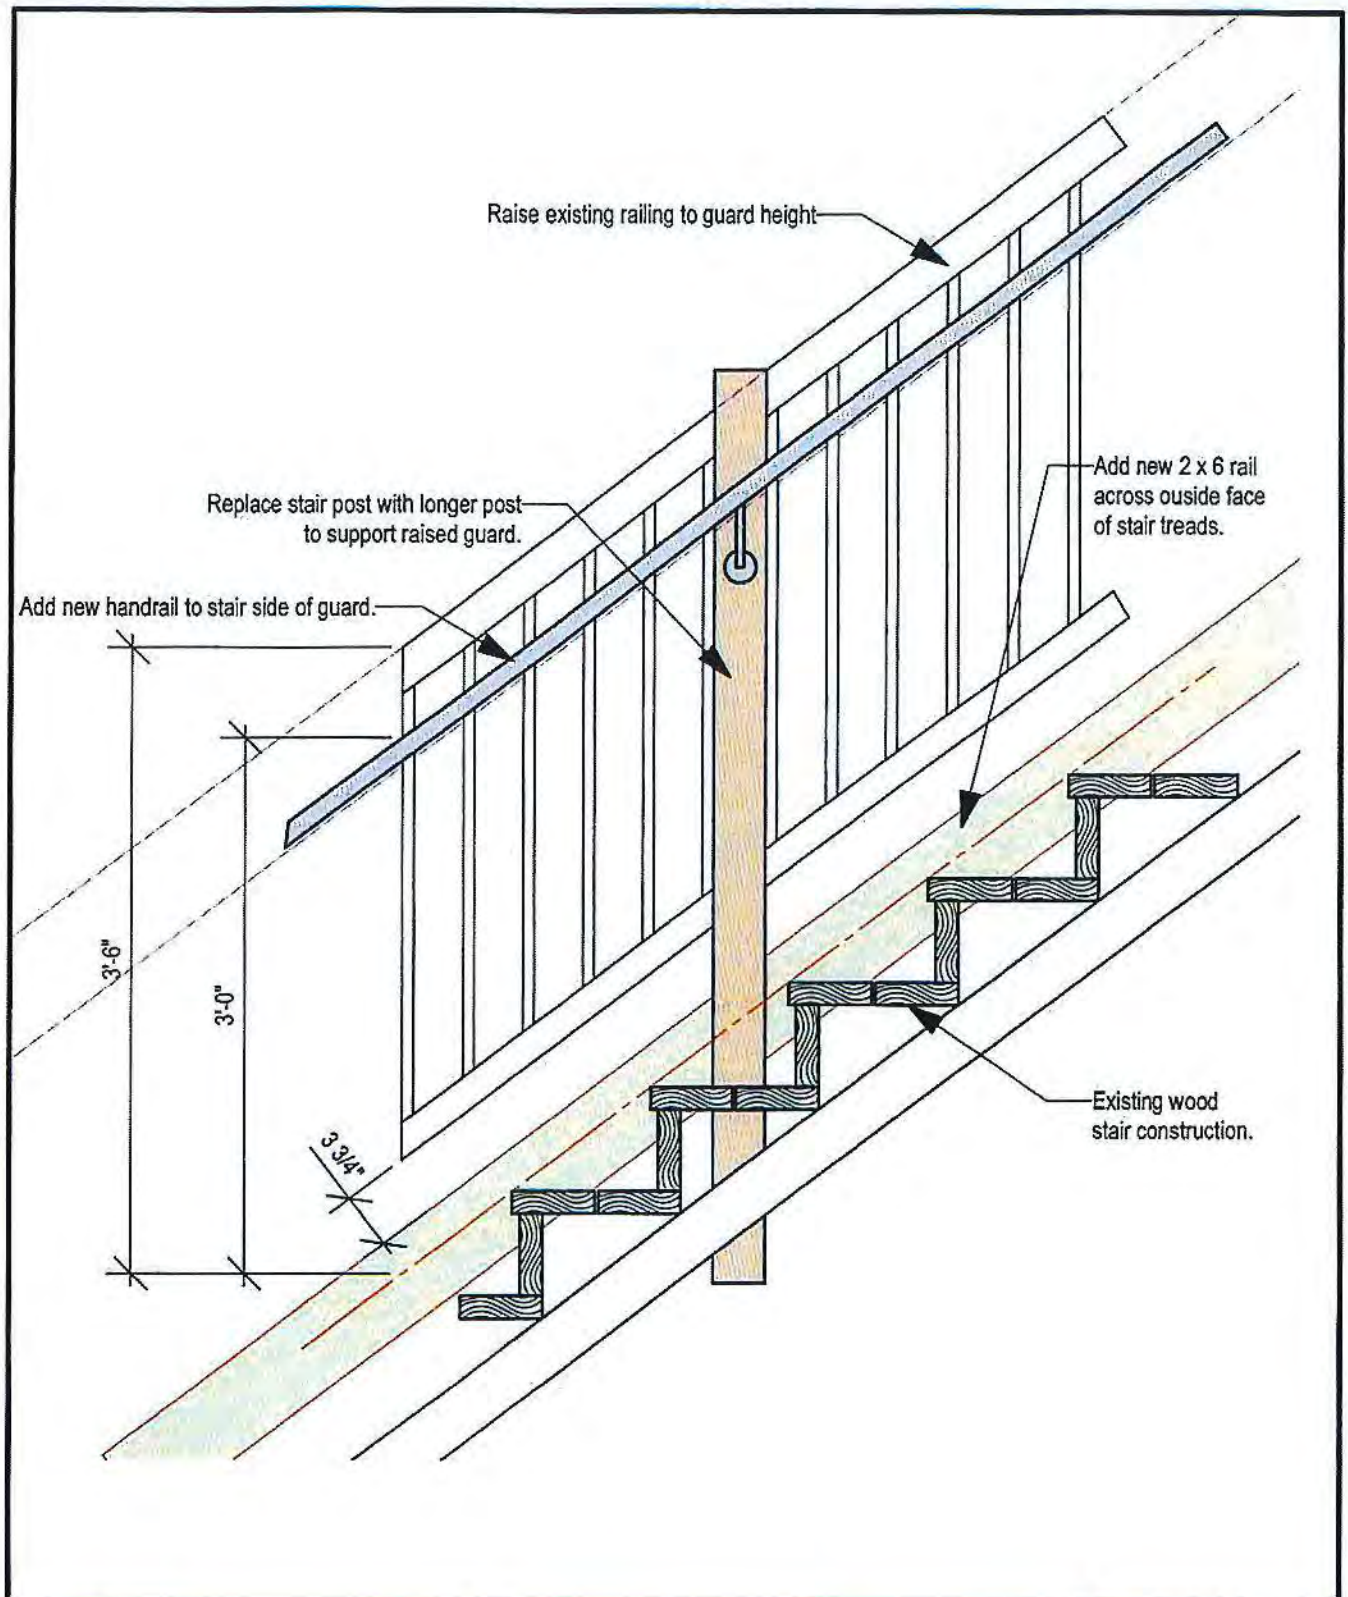 Raise existing railing to guard height
Add new 2 x 6 rail
across ouside face
of stair treads.
Replace stair post with longer post
to support raised guard.
Add new handrail to stair side of guard.
3'-6"
3'-0"
3 3/4"
Existing wood
stair construction.